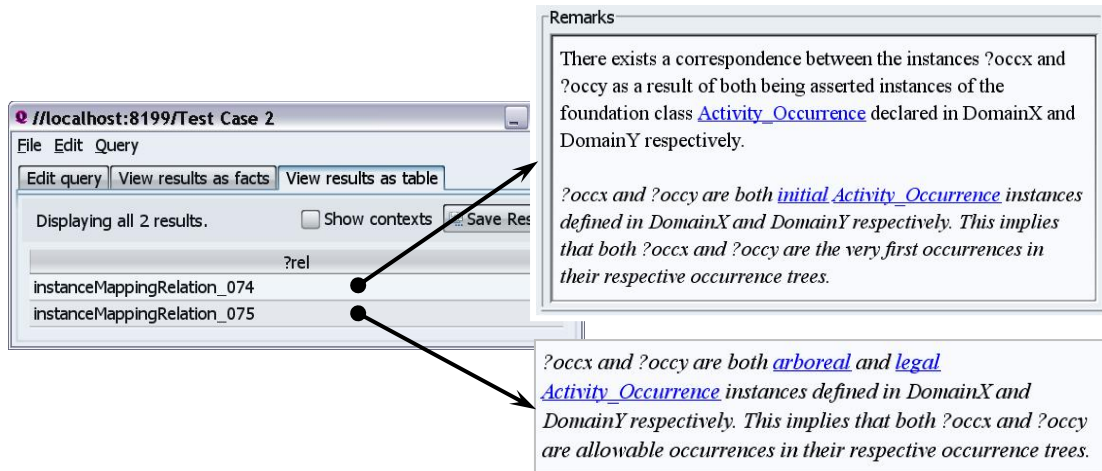 //localhost:8199/Test Case 2
File Edit Query
Edit query View results as facts View results as table
Displaying all 2 results. Show contexts Save Res
?rel
instanceMappingRelation_074
instanceMappingRelation_075
Remarks
There exists a correspondence between the instances ?occx and
?occy as a result of both being asserted instances of the
foundation class Activity_Occurrence declared in DomainX and
DomainY respectively.
?occx and ?occy are both initial Activity_Occurrence instances
defined in DomainX and DomainY respectively. This implies
that both ?occx and ?occy are the very first occurrences in
their respective occurrence trees.
?occx and ?occy are both arboreal and legal
Activity_Occurrence instances defined in DomainX and
DomainY respectively. This implies that both ?occx and ?occy
are allowable occurrences in their respective occurrence trees.